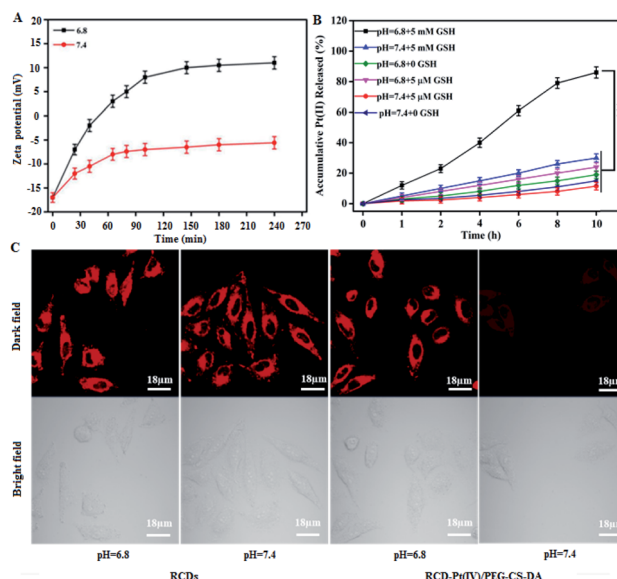 A
6.8
7.4
Zeta potential (mV)
20
15
10
5
0
-5
-10
-15
-20
0 30 60 90 120 150 180 210 240 270
Time (min)
B
pH=6.8+5 mM GSH
pH=7.4+5 mM GSH
pH=6.8+0 GSH
pH=6.8+5 μM GSH
pH=7.4+5 μM GSH
pH=7.4+0 GSH
Accumulative Pt(II) Released (%)
120
100
80
60
40
20
0
0 1 2 4 6 8 10
Time (h)
C
Dark field
18μm 18μm 18μm 18μm
Bright field
18μm 18μm 18μm 18μm
pH=6.8 pH=7.4 pH=6.8 pH=7.4
RCDs RCD-Pt(IV)/PEG-CS-DA